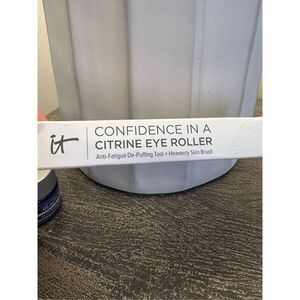 it
CONFIDENCE IN A
CITRINE EYE ROLLER
Anti-Fatigue De-Puffing Tool + Heavenly Skin Brush